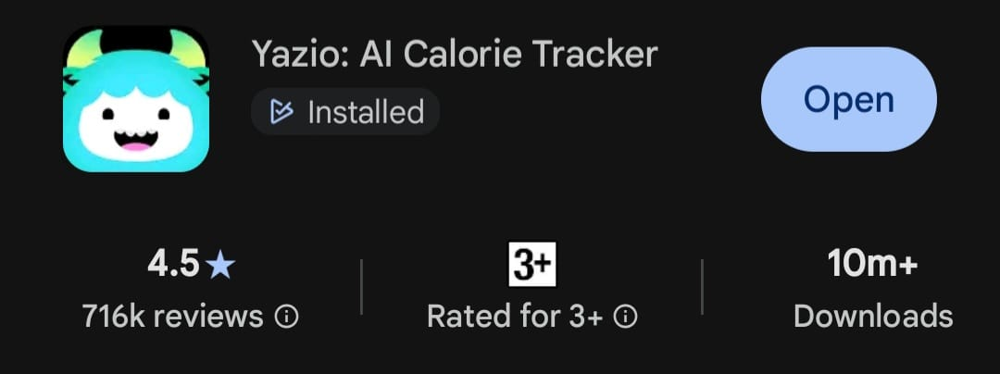 Yazio: AI Calorie Tracker
Installed
Open
4.5★
716k reviews
3+
Rated for 3+
10m+
Downloads